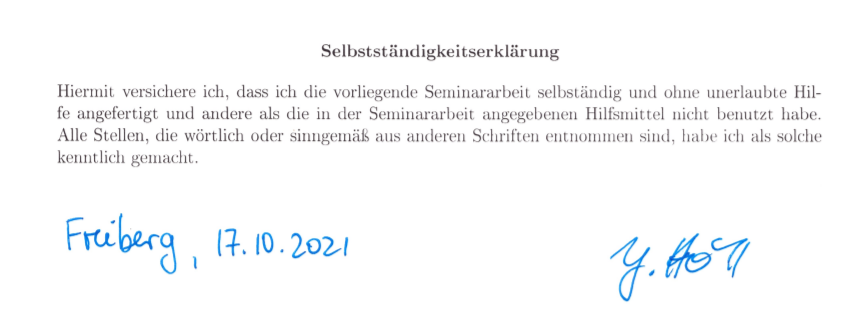 Selbstständigkeitserklärung
Hiermit versichere ich, dass ich die vorliegende Seminararbeit selbständig und ohne unerlaubte Hil-
fe angefertigt und andere als die in der Seminararbeit angegebenen Hilfsmittel nicht benutzt habe.
Alle Stellen, die wörtlich oder sinngemäß aus anderen Schriften entnommen sind, habe ich als solche
kenntlich gemacht.
Freiberg, 17.10.2021